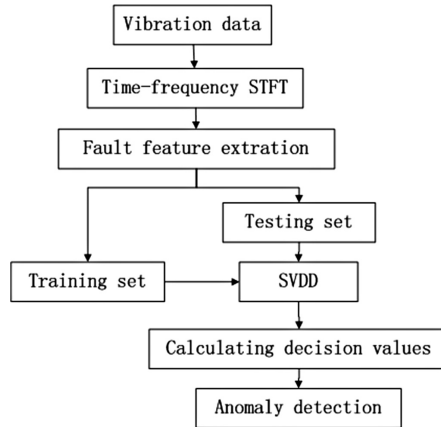 Vibration data
Time-frequency STFT
Fault feature extration
Testing set
Training set
SVDD
Calculating decision values
Anomaly detection